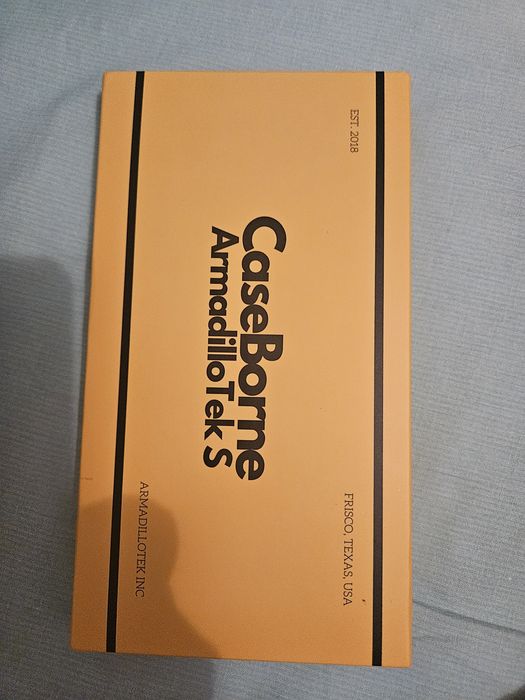 EST. 2018
FRISCO, TEXAS, USA
CaseBorne
ArmadilloTek S
ARMADILLOTEK INC